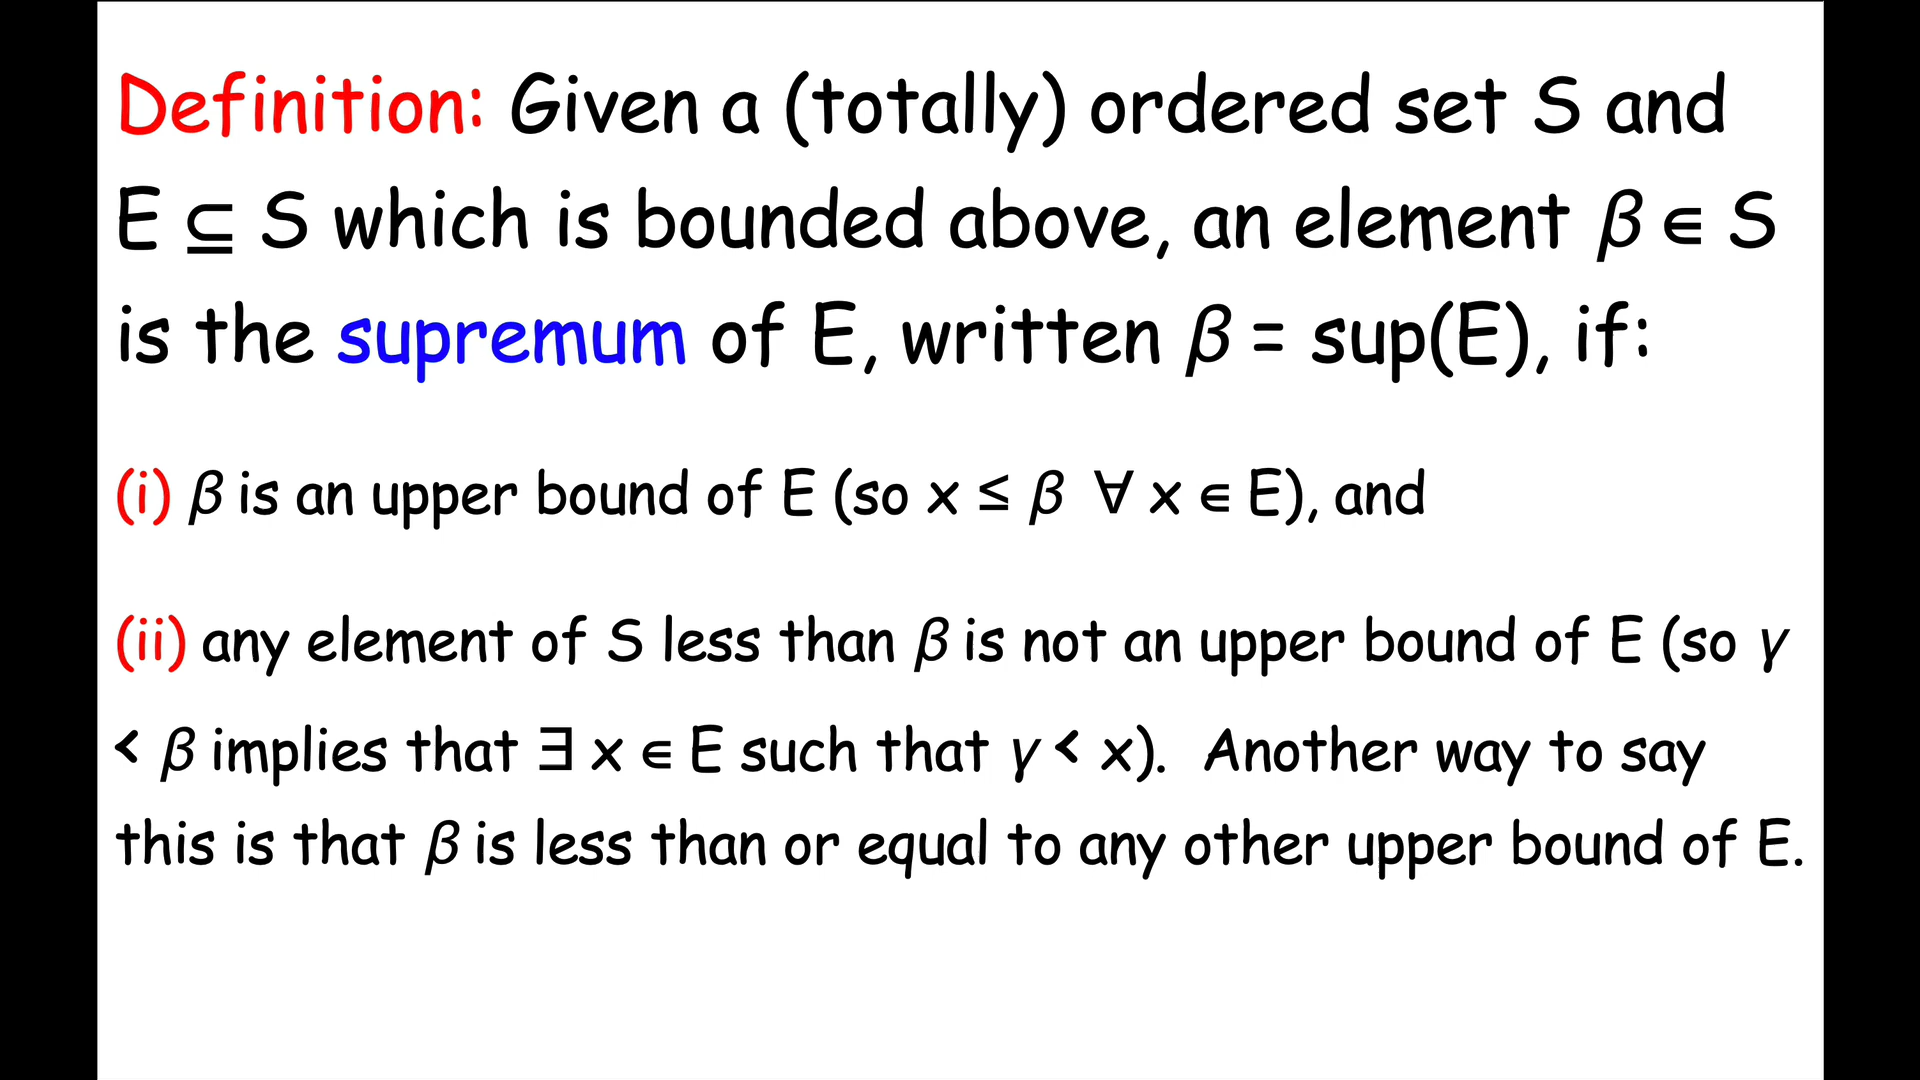 Definition: Given a (totally) ordered set S and
E ⊆ S which is bounded above, an element β ∈ S
is the supremum of E, written β = sup(E), if:
(i) β is an upper bound of E (so x ≤ β ∀ x ∈ E), and
(ii) any element of S less than β is not an upper bound of E (so γ
< β implies that ∃ x ∈ E such that γ < x). Another way to say
this is that β is less than or equal to any other upper bound of E.